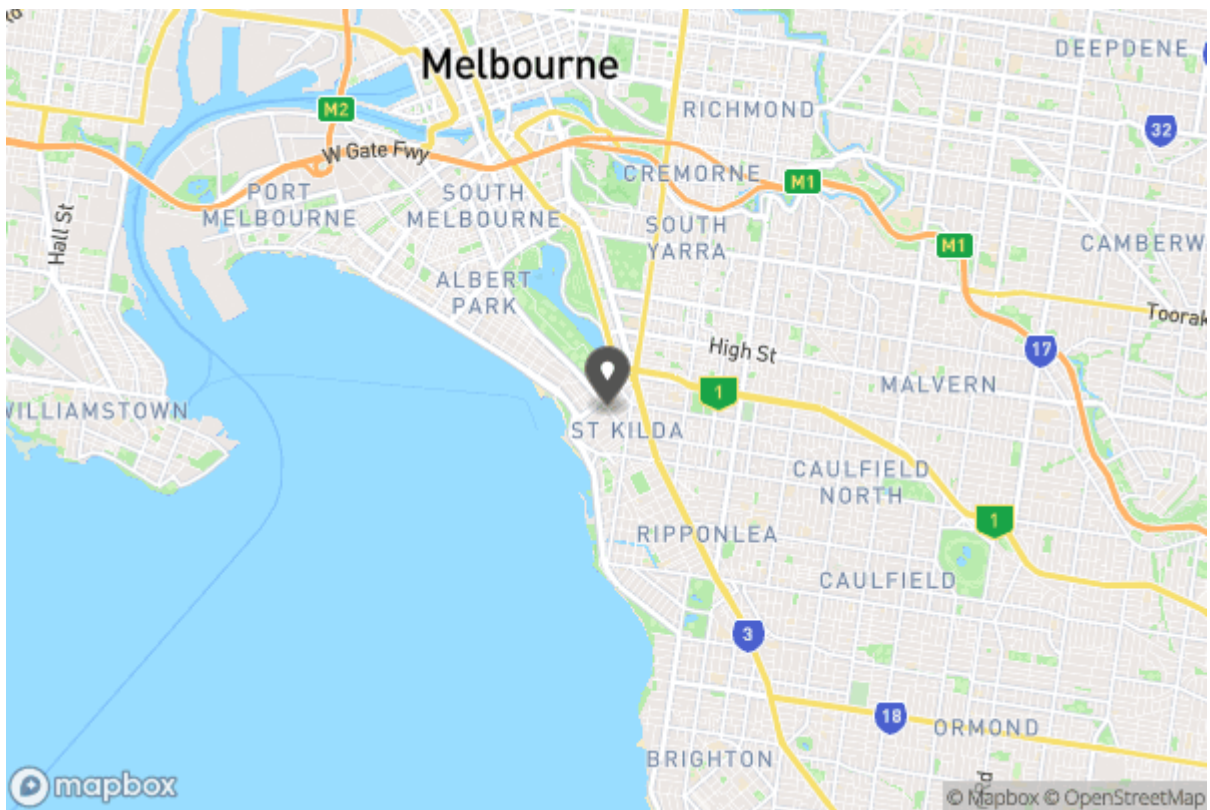 Rd
Melbourne
DEEPDENE
M2
RICHMOND
32
W Gate Fwy
CREMORNE
M1
PORT
MELBOURNE
SOUTH
MELBOURNE
SOUTH
YARRA
Hall St
M1
CAMBERW
ALBERT
PARK
Toorak
High St
17
1
MALVERN
WILLIAMSTOWN
ST KILDA
CAULFIELD
NORTH
1
RIPPONLEA
CAULFIELD
3
18
ORMOND
BRIGHTON
Rd
mapbox
© Mapbox © OpenStreetMap